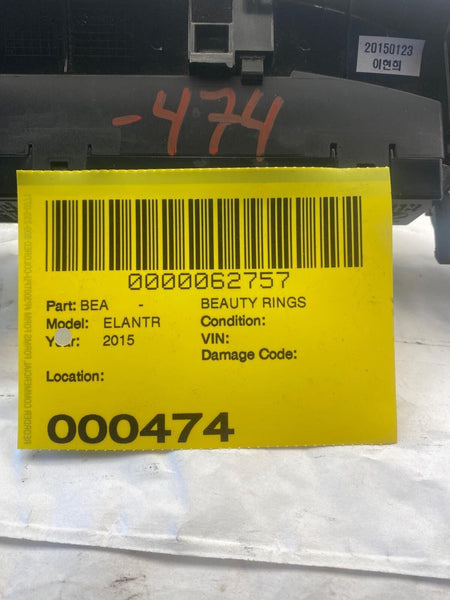 20150123
이현희
-474
0000062757
Part: BEA - BEAUTY RINGS
Model: ELANTR Condition:
Year: 2015 VIN:
Damage Code:
Location:
000474